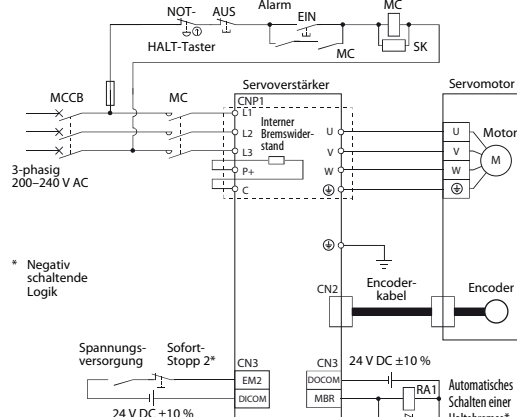 Alarm
MC
NOT-
AUS
EIN
HALT-Taster
MC
SK
MCCB
MC
Servoverstärker
Servomotor
CNP1
L1
L2
L3
P+
C
Interner
Bremswider-
stand
U
V
W
U
V
W
Motor
M
3-phasig
200–240 V AC
* Negativ
schaltende
Logik
CN2
Encoder-
kabel
Encoder
Spannungs-
versorgung
Sofort-
Stopp 2*
CN3
CN3
24 V DC ±10 %
EM2
DICOM
DOCOM
MBR
RA1
Automatisches
Schalten einer
24 V DC ±10 %